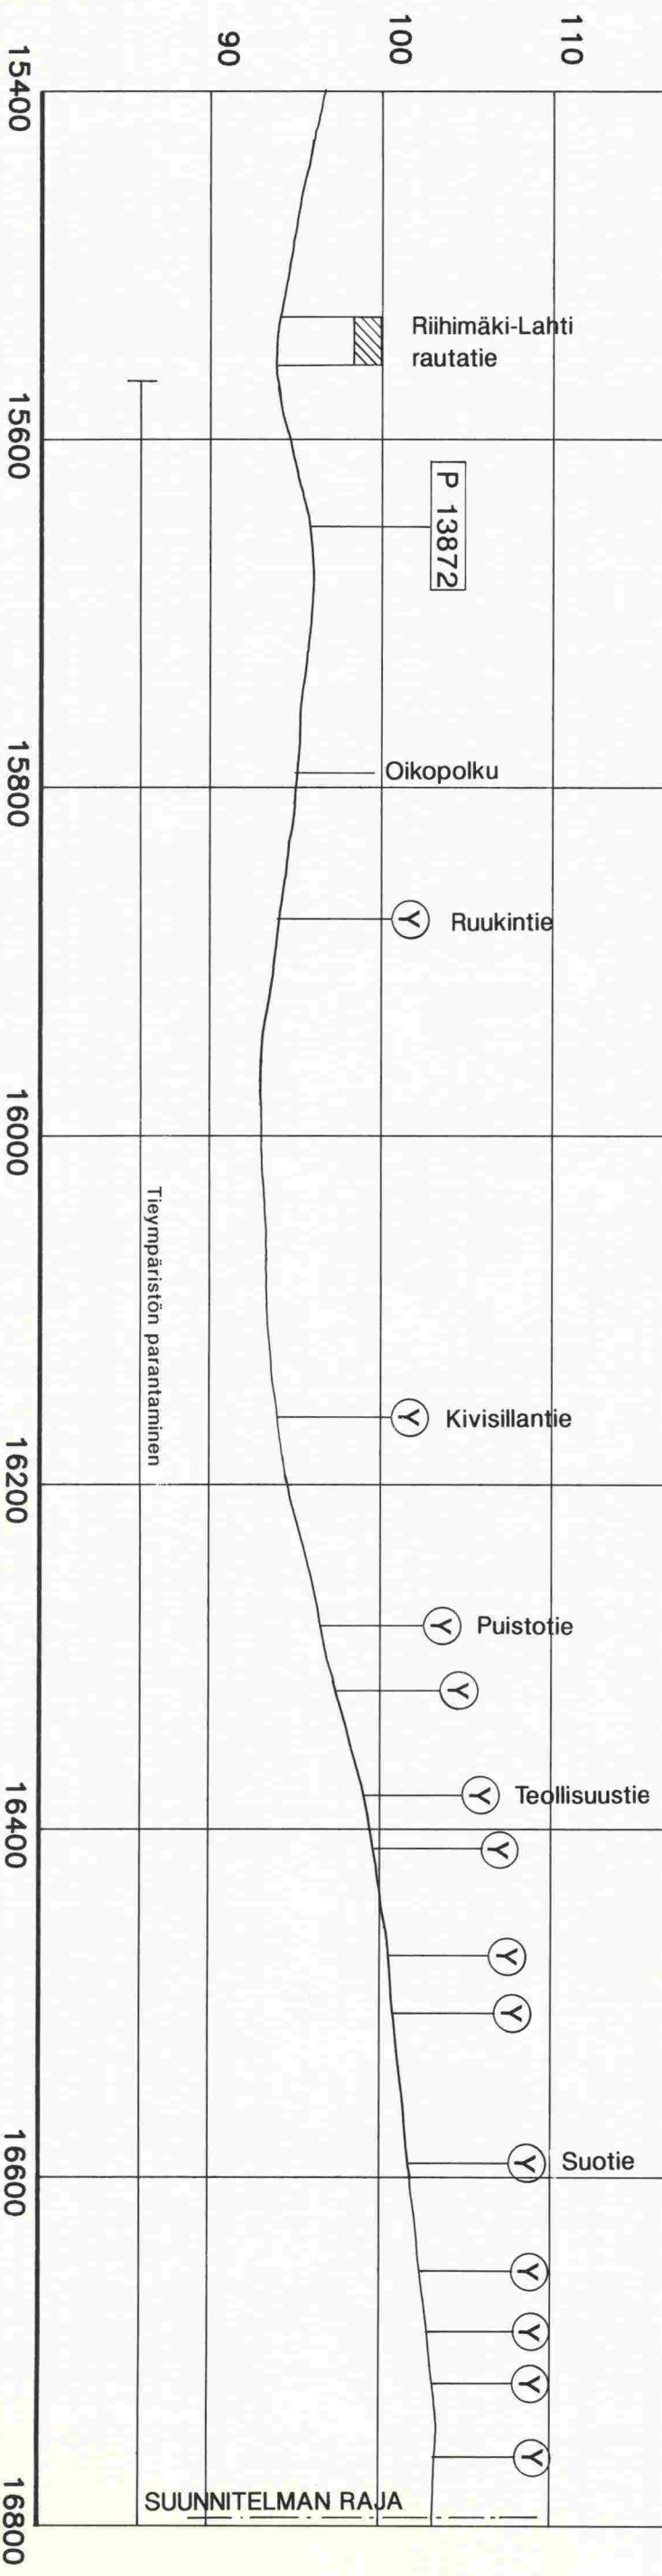 90
100
110
15400
Riihimäki-Lahti
rautatie
15600
P 13872
15800
Oikopolku
Y Ruukintie
16000
Tieympäristön parantaminen
Y Kivisillantie
16200
Y Puistotie
Y
Y Teollisuustie
16400
Y
Y
Y
Y Suotie
16600
Y
Y
Y
Y
SUUNNITELMAN RAJA
16800